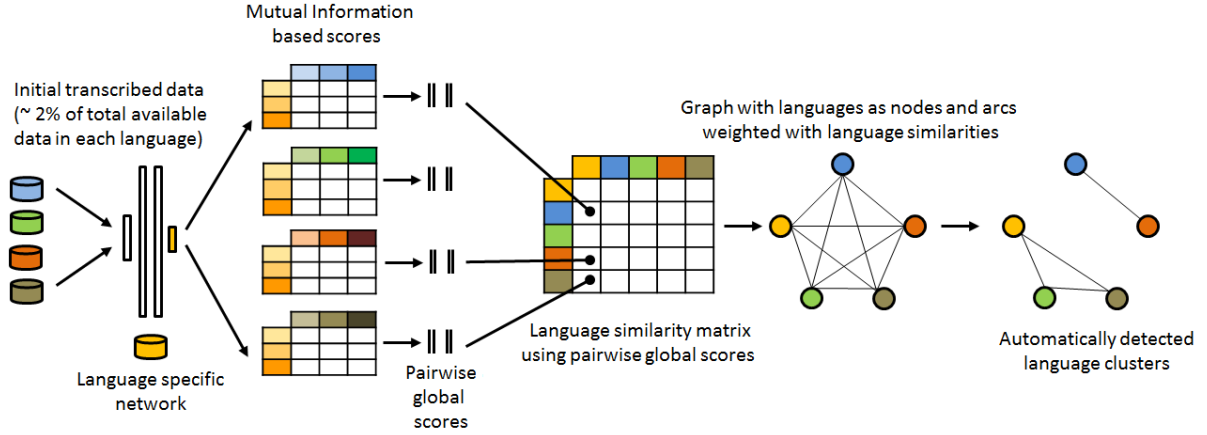 Mutual Information
based scores
Initial transcribed data
(~ 2% of total available
data in each language)
Language specific
network
Pairwise
global
scores
Language similarity matrix
using pairwise global scores
Graph with languages as nodes and arcs
weighted with language similarities
Automatically detected
language clusters